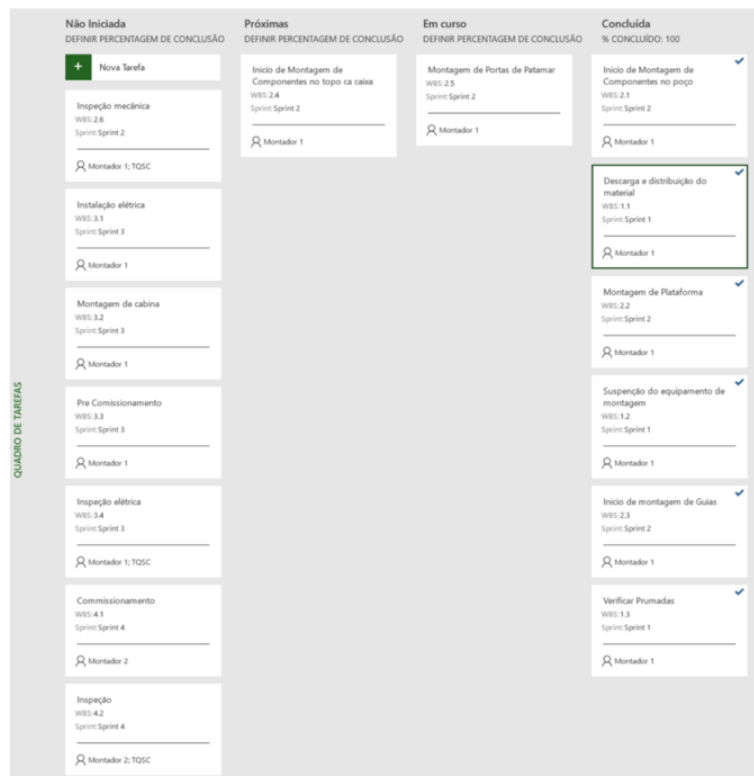 QUADRO DE TAREFAS
Não Iniciada
DEFINIR PERCENTAGEM DE CONCLUSÃO
+ Nova Tarefa
Inspeção mecânica
WBS:2.6
Sprint:Sprint 2
Montador 1; TQSC
Instalação elétrica
WBS:3.1
Sprint:Sprint 3
Montador 1
Montagem de cabina
WBS:3.2
Sprint:Sprint 3
Montador 1
Pre Comissionamento
WBS:3.3
Sprint:Sprint 3
Montador 1
Inspeção elétrica
WBS:3.4
Sprint:Sprint 3
Montador 1; TQSC
Commissionamento
WBS:4.1
Sprint:Sprint 4
Montador 2
Inspeção
WBS:4.2
Sprint:Sprint 4
Montador 2; TQSC
Próximas
DEFINIR PERCENTAGEM DE CONCLUSÃO
Inicio de Montagem de
Componentes no topo ca caixa
WBS:2.4
Sprint:Sprint 2
Montador 1
Em curso
DEFINIR PERCENTAGEM DE CONCLUSÃO
Montagem de Portas de Patamar
WBS:2.5
Sprint:Sprint 2
Montador 1
Concluída
% CONCLUÍDO: 100
Inicio de Montagem de
Componentes no poço
WBS:2.1
Sprint:Sprint 2
Montador 1
Descarga e distribuição do
material
WBS:1.1
Sprint:Sprint 1
Montador 1
Montagem de Plataforma
WBS:2.2
Sprint:Sprint 2
Montador 1
Suspenção do equipamento de
montagem
WBS:1.2
Sprint:Sprint 1
Montador 1
Inicio de montagem de Guias
WBS:2.3
Sprint:Sprint 2
Montador 1
Verificar Prumadas
WBS:1.3
Sprint:Sprint 1
Montador 1